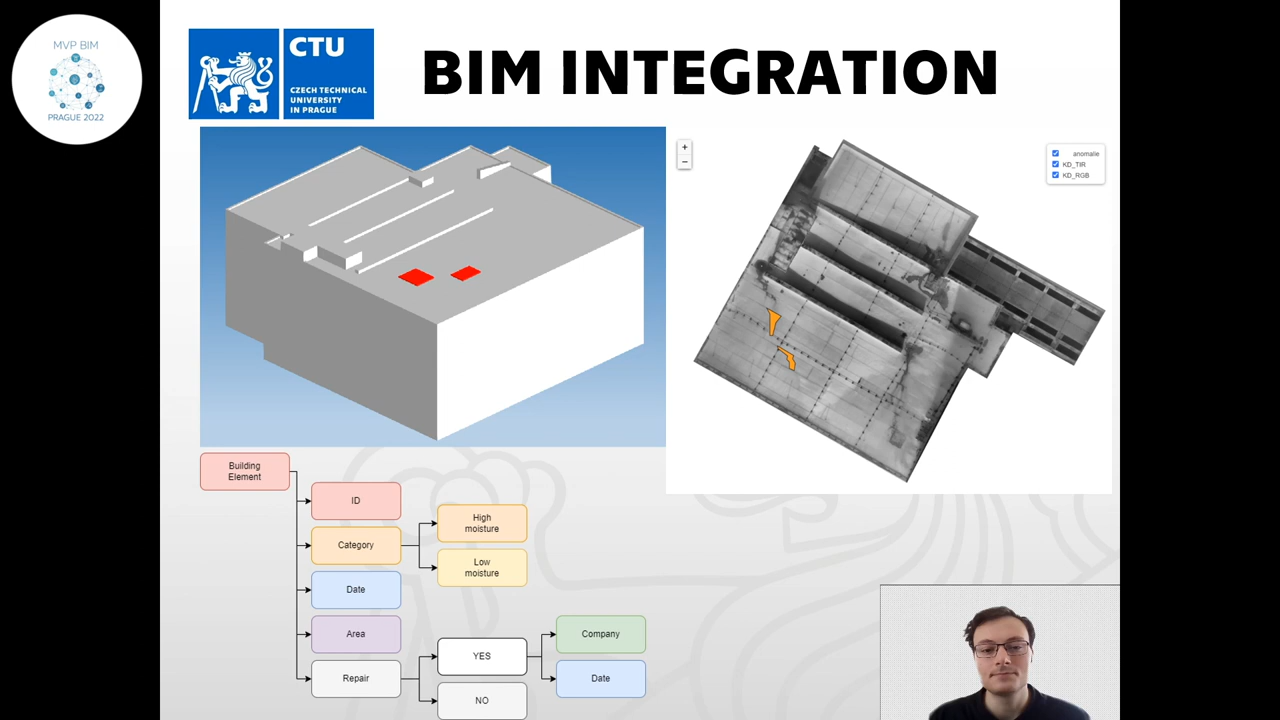 MVP BIM
PRAGUE 2022
CTU
CZECH TECHNICAL
UNIVERSITY
IN PRAGUE
BIM INTEGRATION
+
−
anomalie
KD_TIR
KD_RGB
Building
Element
ID
Category
High
moisture
Low
moisture
Date
Area
Repair
YES
NO
Company
Date